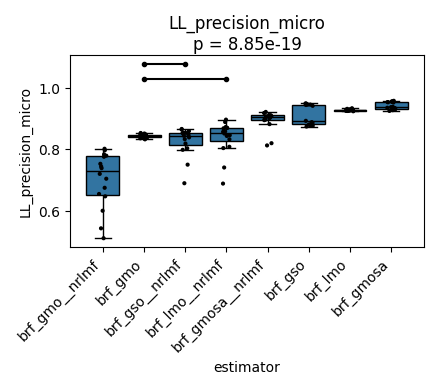 LL_precision_micro
p = 8.85e-19
LL_precision_micro
1.0
0.8
0.6
brf_gmo__nrlmf
brf_gmo
brf_gso__nrlmf
brf_lmo__nrlmf
brf_gmosa__nrlmf
brf_gso
brf_lmo
brf_gmosa
estimator